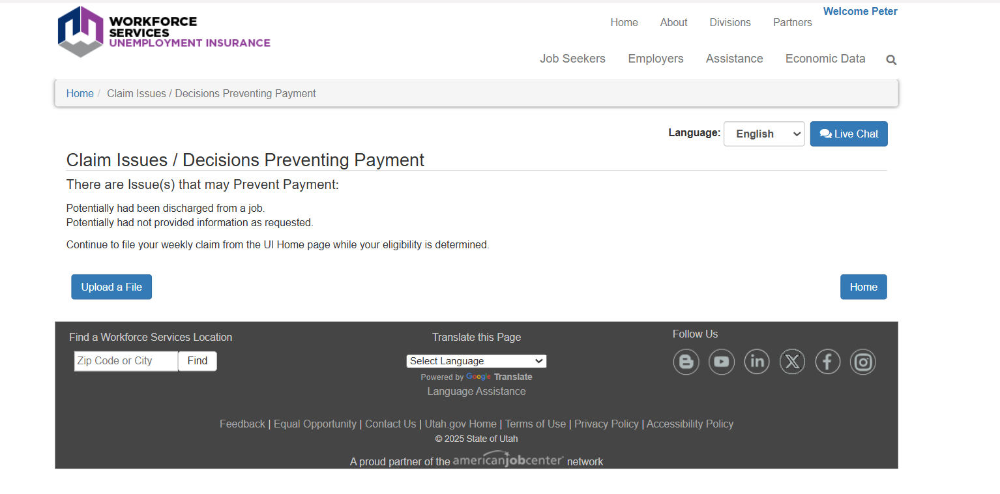 WORKFORCE
SERVICES
UNEMPLOYMENT INSURANCE
Welcome Peter
Home About Divisions Partners
Job Seekers Employers Assistance Economic Data
Home / Claim Issues / Decisions Preventing Payment
Language: English Live Chat
Claim Issues / Decisions Preventing Payment
There are Issue(s) that may Prevent Payment:
Potentially had been discharged from a job.
Potentially had not provided information as requested.
Continue to file your weekly claim from the UI Home page while your eligibility is determined.
Upload a File Home
Find a Workforce Services Location
Zip Code or City Find
Translate this Page
Select Language
Powered by Google Translate
Language Assistance
Follow Us
Feedback | Equal Opportunity | Contact Us | Utah.gov Home | Terms of Use | Privacy Policy | Accessibility Policy
© 2025 State of Utah
A proud partner of the americanjobcenter® network